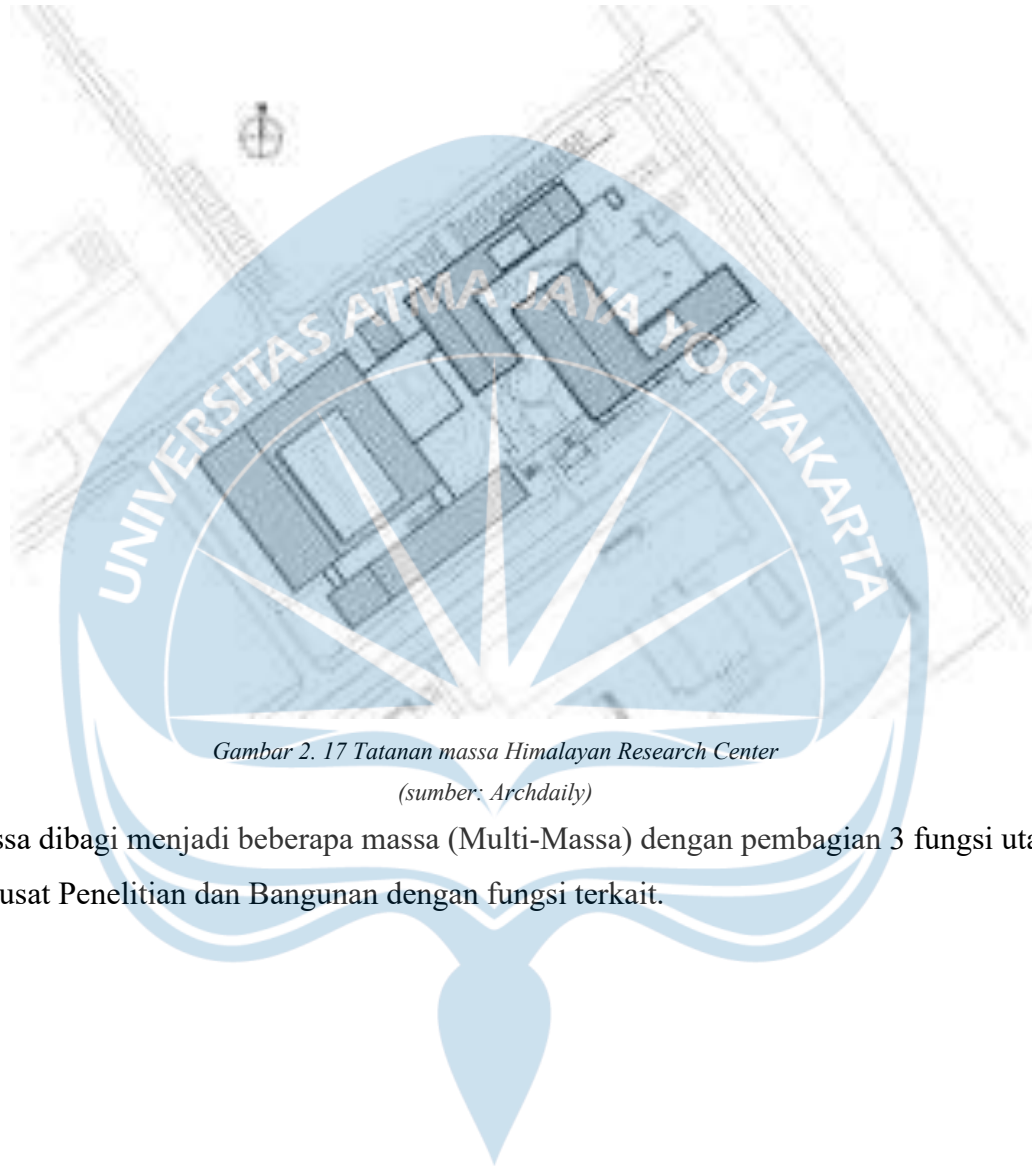 UNIVERSITAS ATMA JAYA YOGYAKARTA
Gambar 2. 17 Tatanan massa Himalayan Research Center
(sumber: Archdaily)
ssa dibagi menjadi beberapa massa (Multi-Massa) dengan pembagian 3 fungsi uta
usat Penelitian dan Bangunan dengan fungsi terkait.